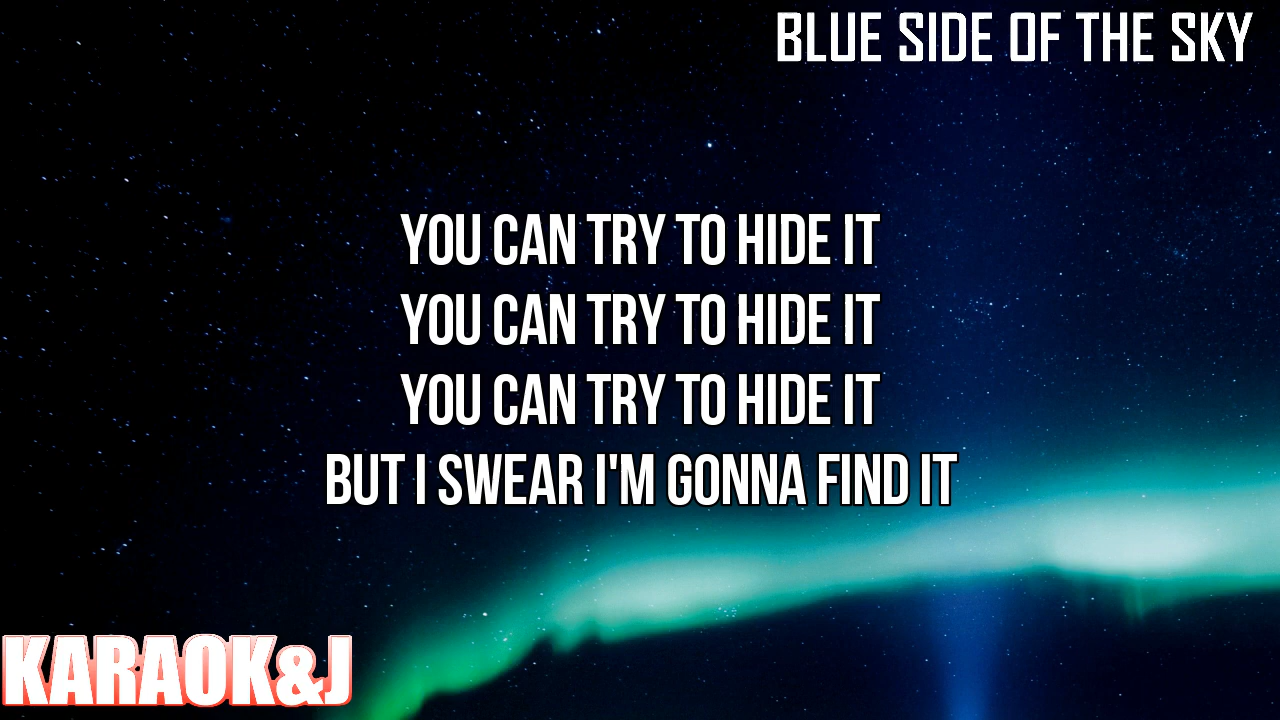 BLUE SIDE OF THE SKY
YOU CAN TRY TO HIDE IT
YOU CAN TRY TO HIDE IT
YOU CAN TRY TO HIDE IT
BUT I SWEAR I'M GONNA FIND IT
KARAOK&J